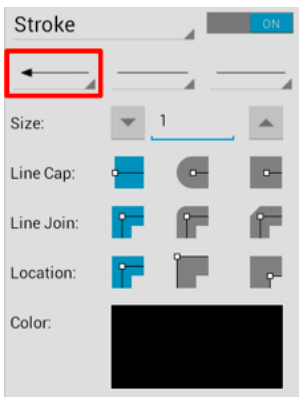 Stroke ON
Size: 1
Line Cap:
Line Join:
Location:
Color: